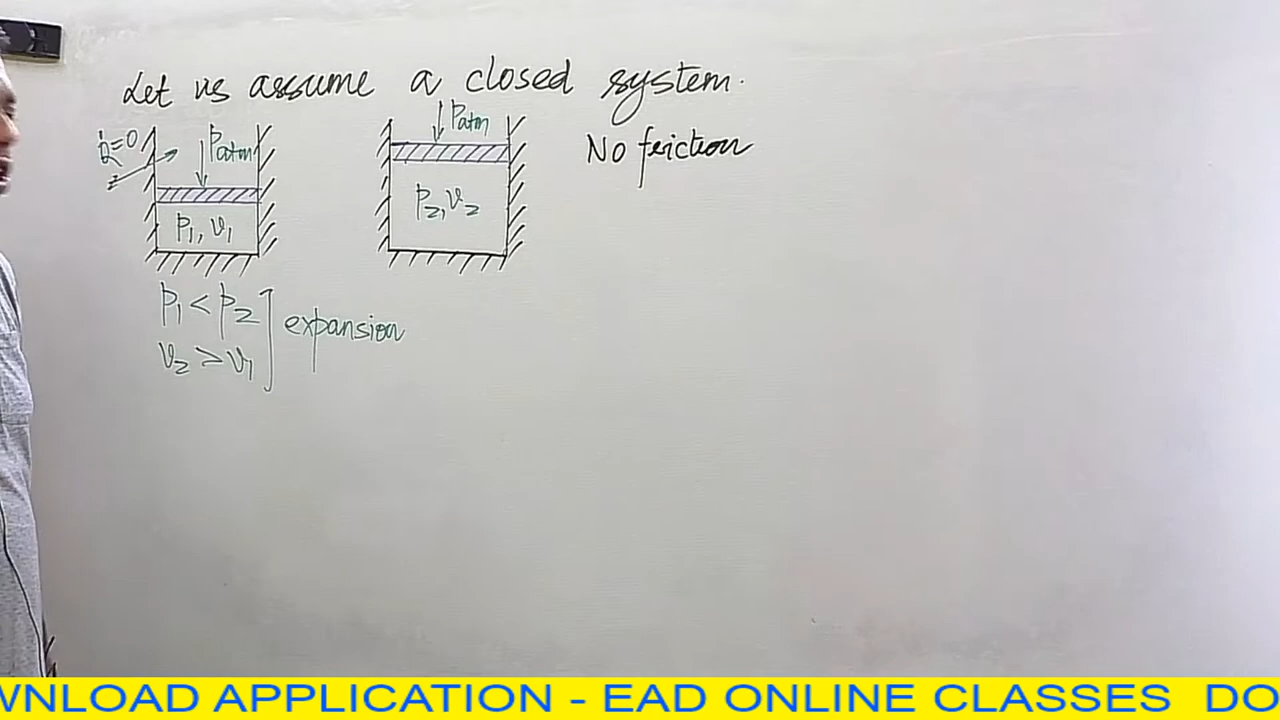 Let us assume a closed system.
Q̇=0 Patm Patm No friction
P1, v1 P2, v2
P1 < P2
v2 > v1 ] expansion
WNLOAD APPLICATION - EAD ONLINE CLASSES DO